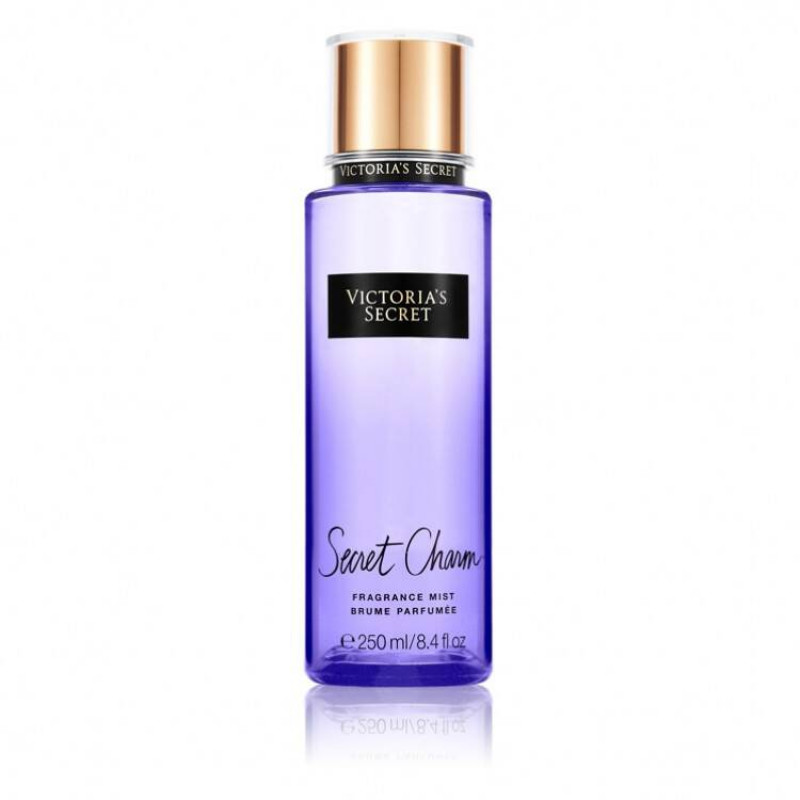 VICTORIA'S SECRET
VICTORIA'S
SECRET
Secret Charm
FRAGRANCE MIST
BRUME PARFUMÉE
℮ 250 ml/8.4 fl oz